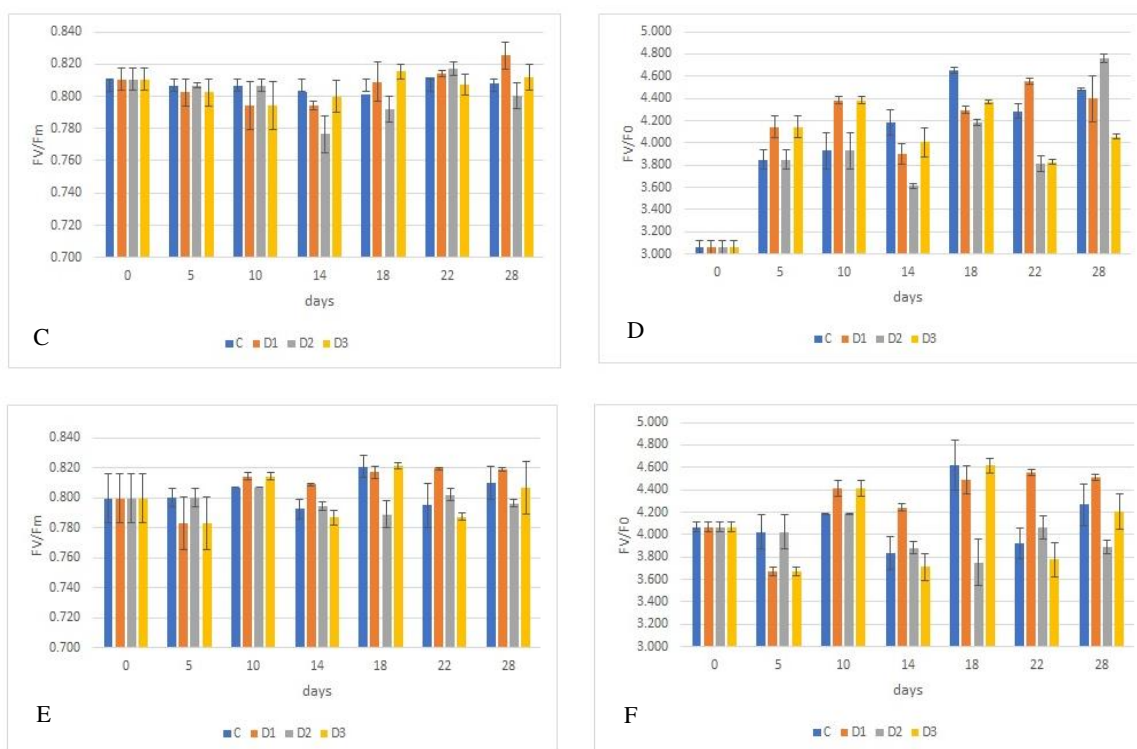 0.840
0.820
0.800
0.780
0.760
0.740
0.720
0.700
FV/Fm
0 5 10 14 18 22 28
days
C D1 D2 D3
C
5.000
4.800
4.600
4.400
4.200
4.000
3.800
3.600
3.400
3.200
3.000
FV/F0
0 5 10 14 18 22 28
days
C D1 D2 D3
D
0.840
0.820
0.800
0.780
0.760
0.740
0.720
0.700
FV/Fm
0 5 10 14 18 22 28
days
C D1 D2 D3
E
5.000
4.800
4.600
4.400
4.200
4.000
3.800
3.600
3.400
3.200
3.000
FV/F0
0 5 10 14 18 22 28
days
C D1 D2 D3
F